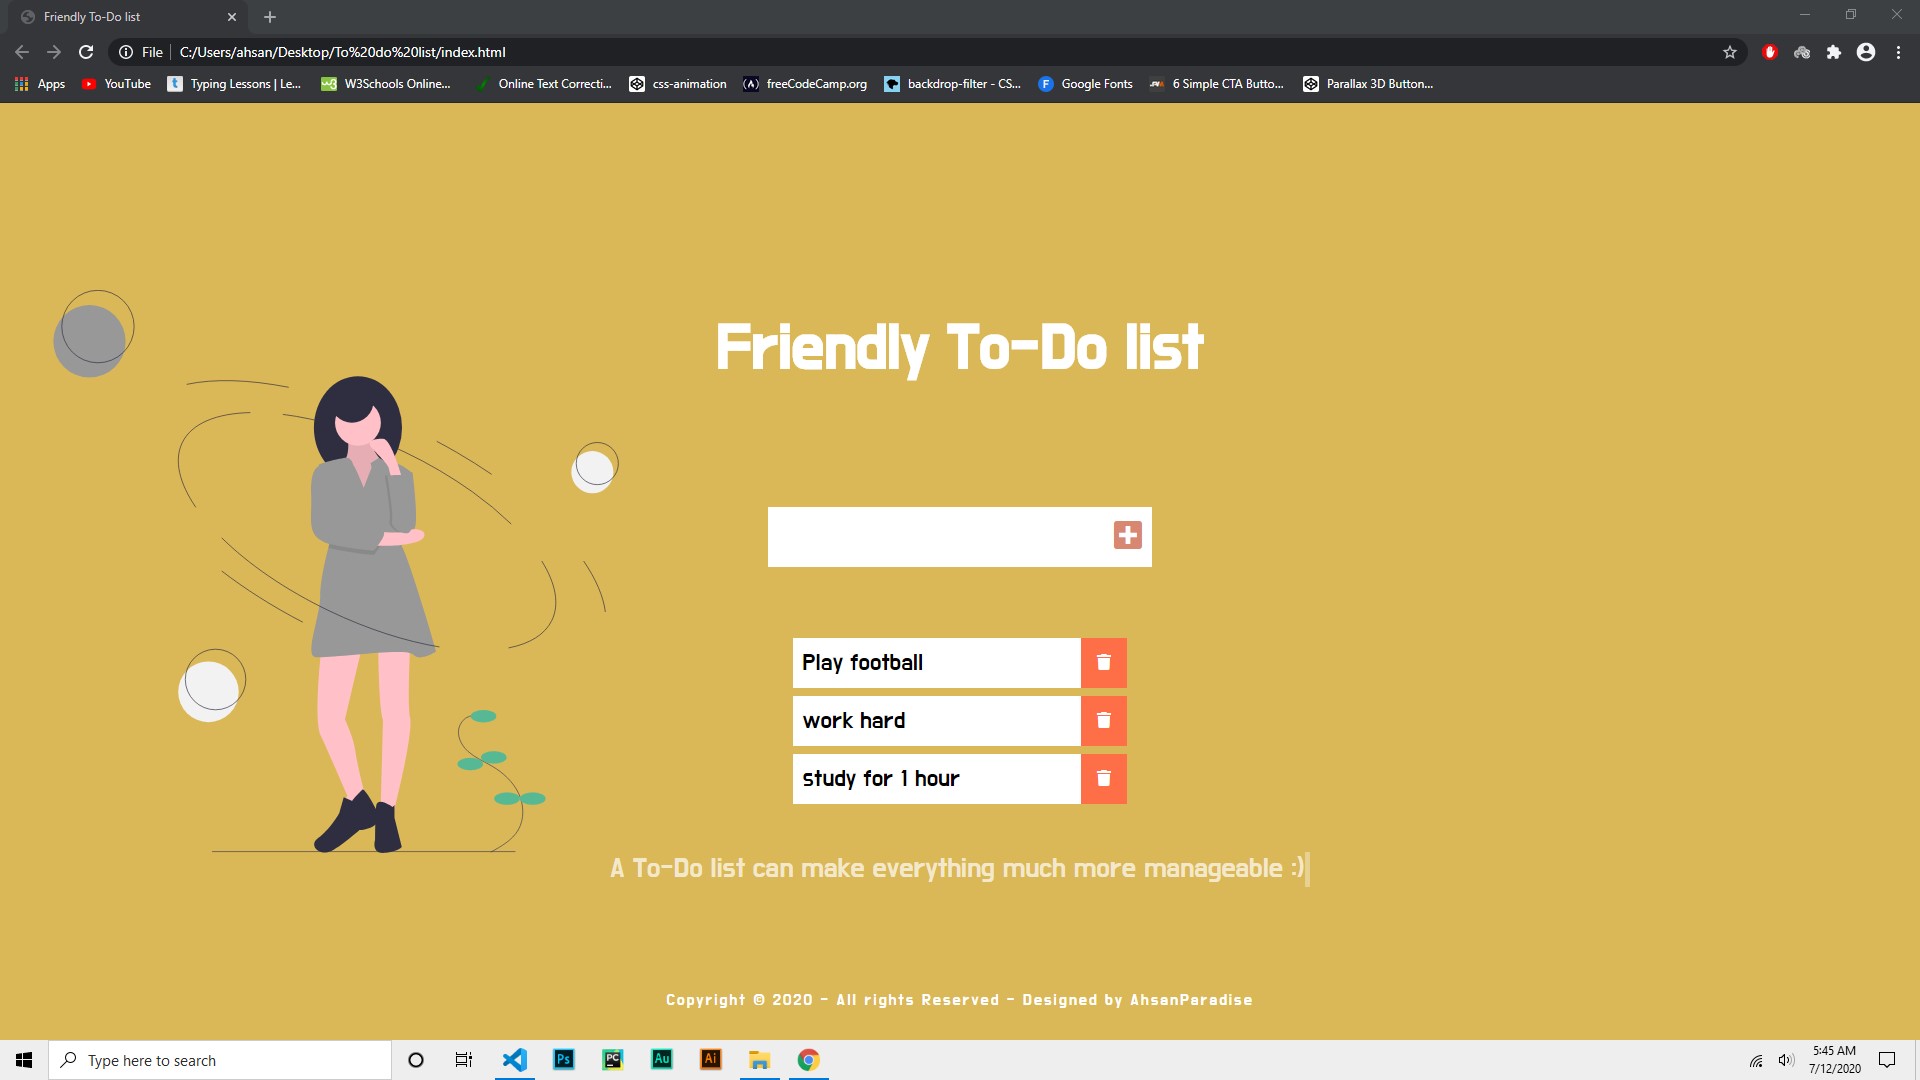 Friendly To-Do list
File C:/Users/ahsan/Desktop/To%20do%20list/index.html
Apps YouTube Typing Lessons | Le... W3Schools Online... Online Text Correcti... css-animation freeCodeCamp.org backdrop-filter - CS... Google Fonts 6 Simple CTA Butto... Parallax 3D Button...
Friendly To-Do list
Play football
work hard
study for 1 hour
A To-Do list can make everything much more manageable :)
Copyright © 2020 - All rights Reserved - Designed by AhsanParadise
Type here to search
Ps PC Au Ai
5:45 AM
7/12/2020